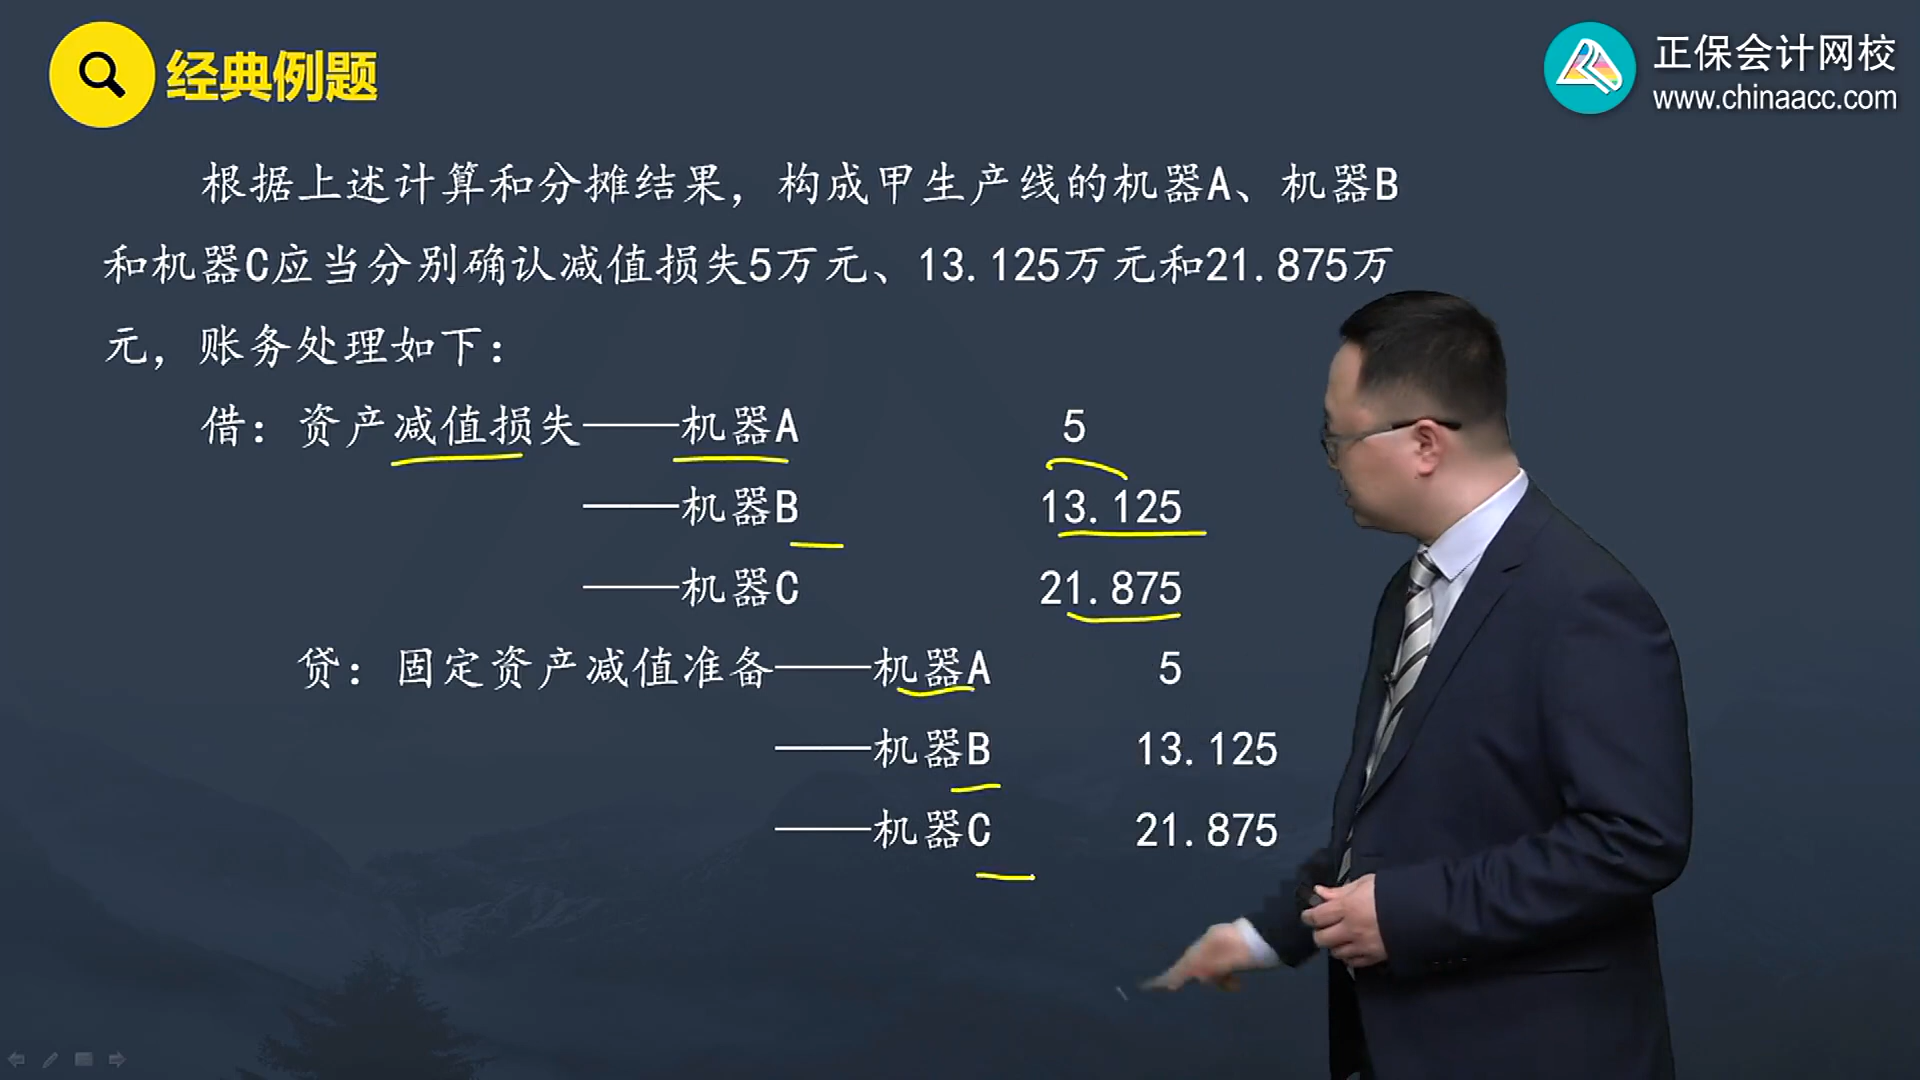 经典例题
正保会计网校
www.chinaacc.com
根据上述计算和分摊结果，构成甲生产线的机器A、机器B
和机器C应当分别确认减值损失5万元、13.125万元和21.875万
元，账务处理如下：
借：资产减值损失——机器A 5
——机器B 13.125
——机器C 21.875
贷：固定资产减值准备——机器A 5
——机器B 13.125
——机器C 21.875